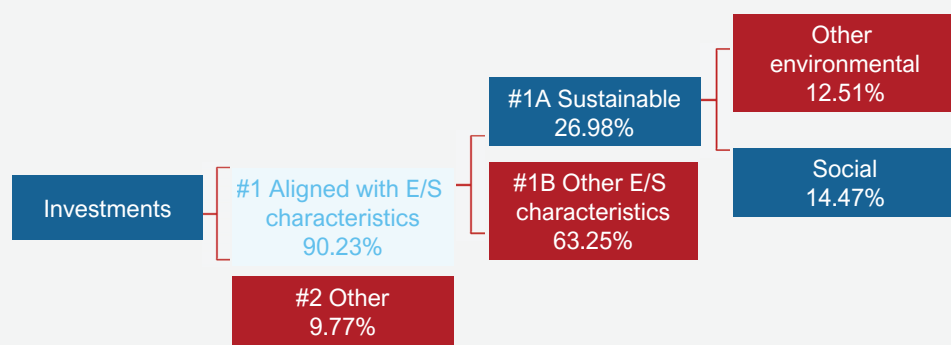 Investments
#1 Aligned with E/S
characteristics
90.23%
#2 Other
9.77%
#1A Sustainable
26.98%
#1B Other E/S
characteristics
63.25%
Other
environmental
12.51%
Social
14.47%